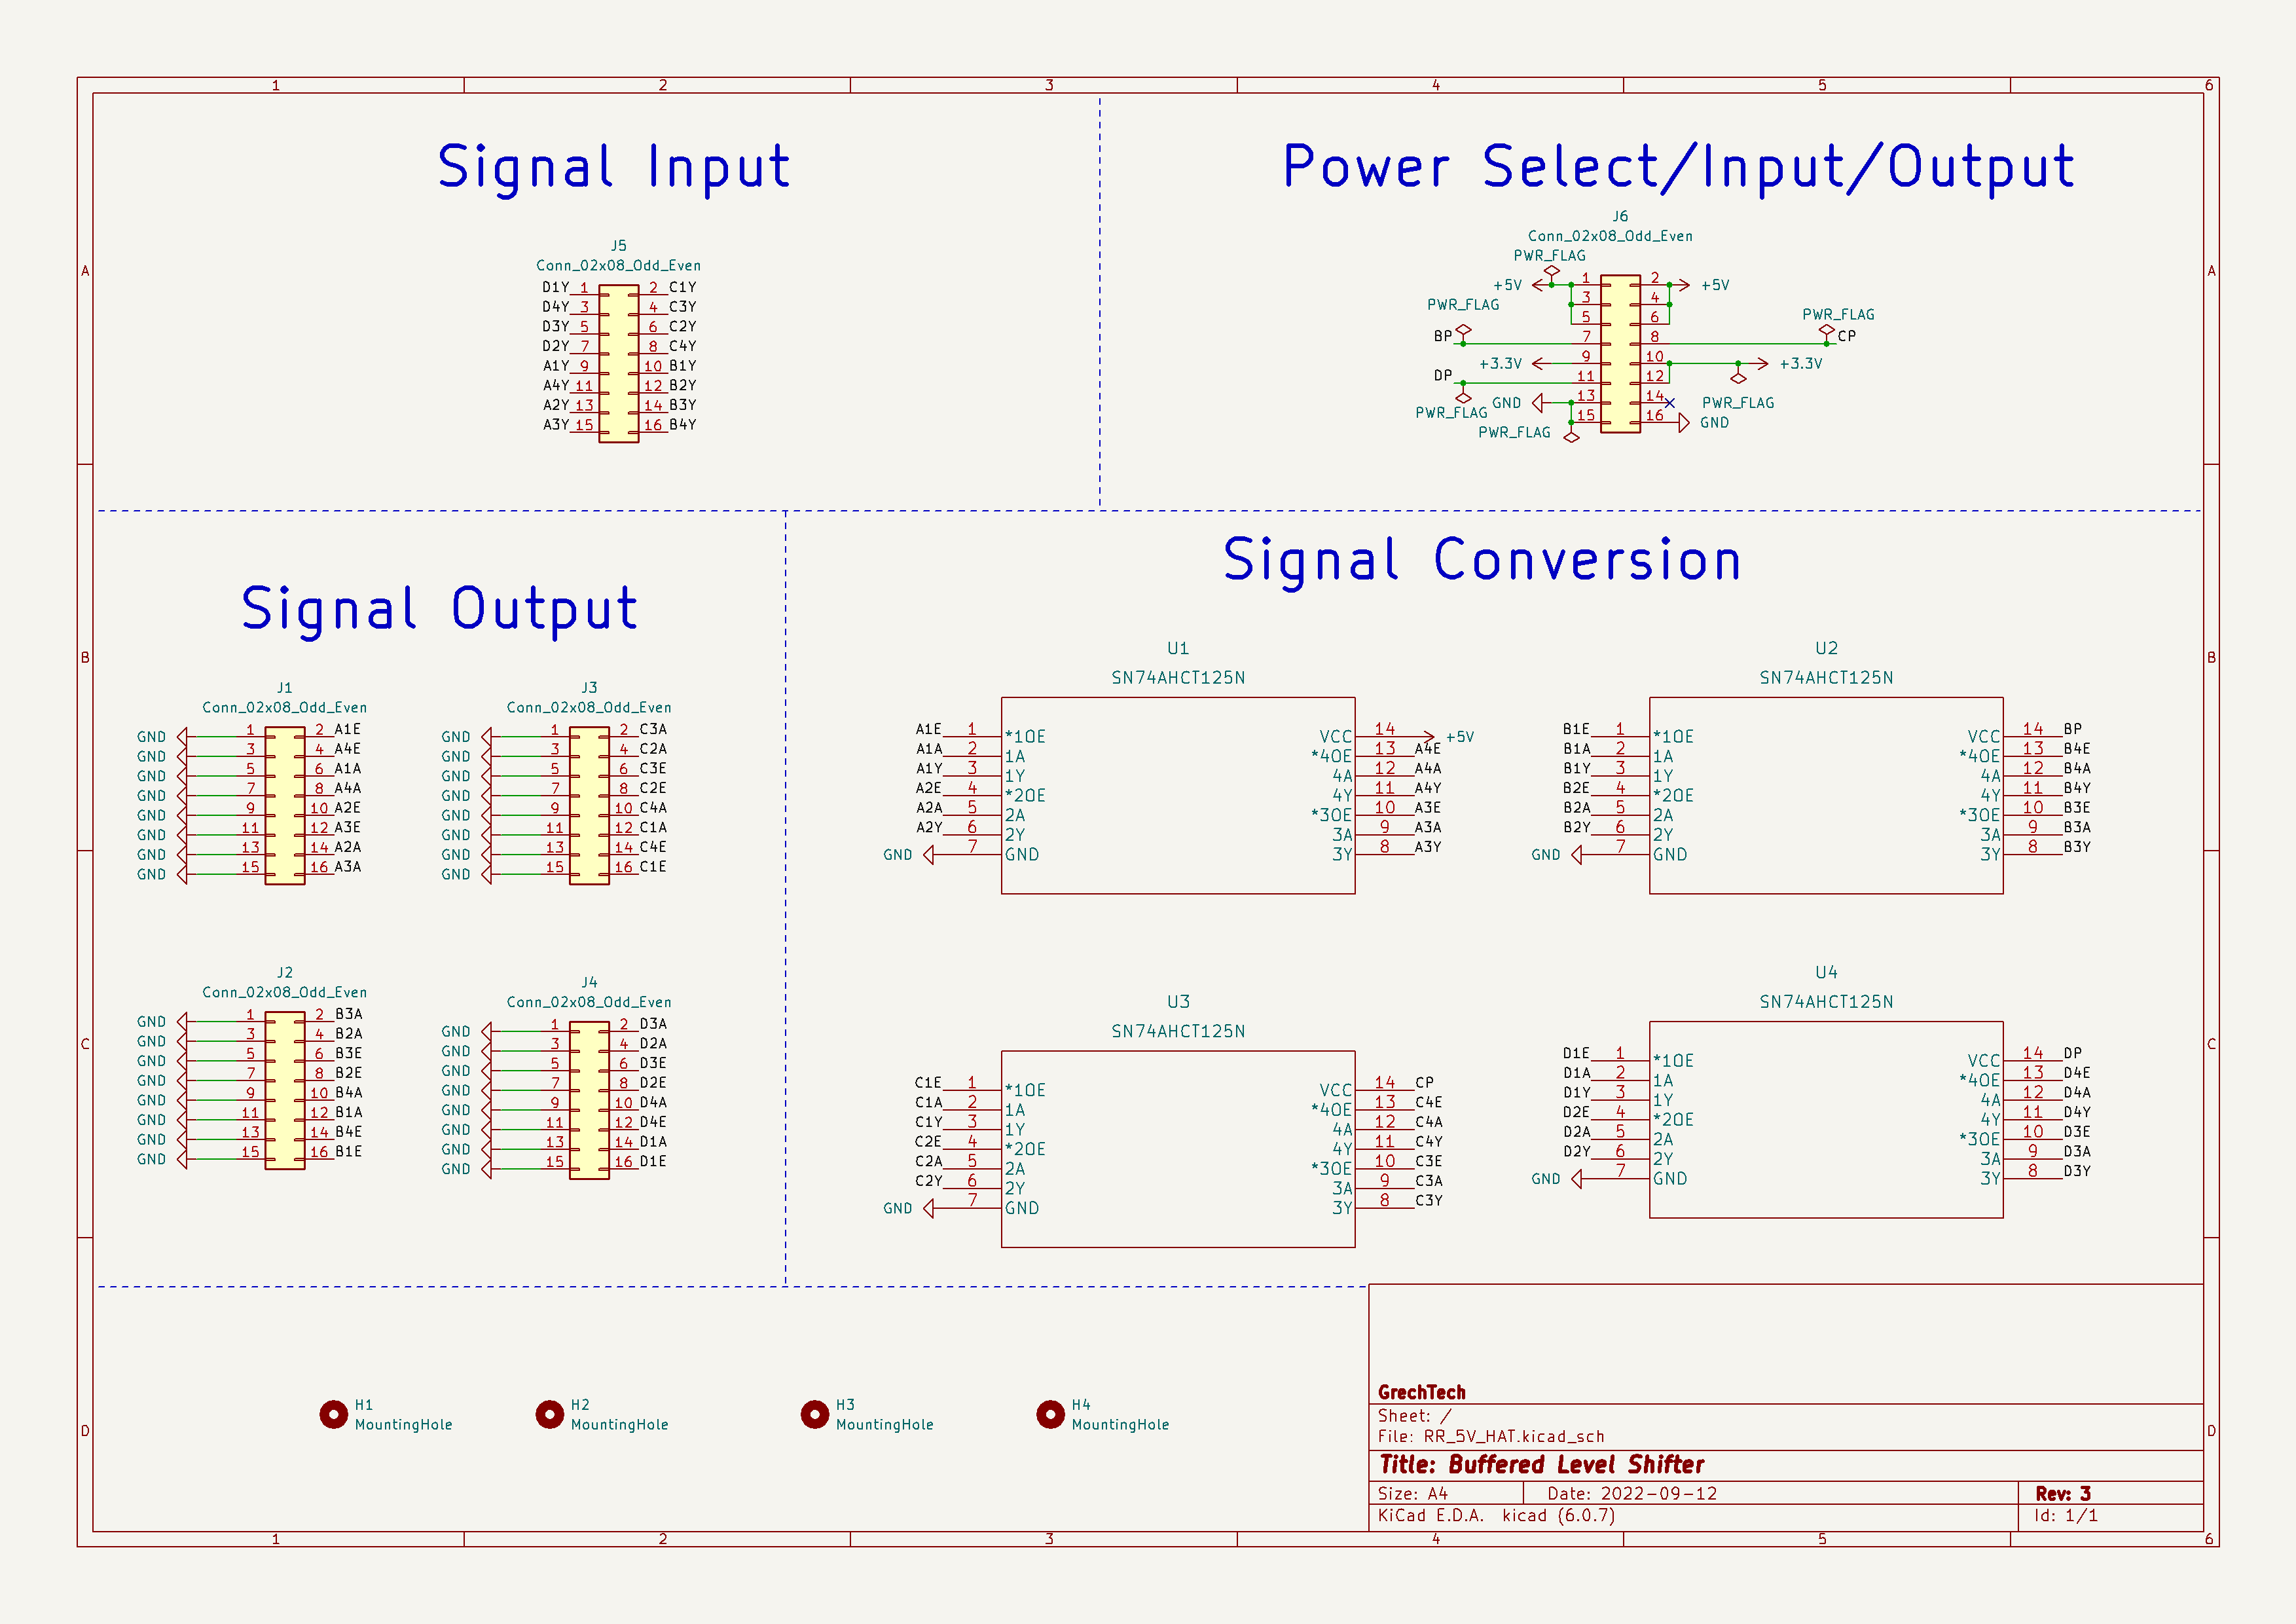 1 2 3 4 5 6
Signal Input
Power Select/Input/Output
J6
Conn_02x08_Odd_Even
J5
Conn_02x08_Odd_Even
D1Y 1 2 C1Y
D4Y 3 4 C3Y
D3Y 5 6 C2Y
D2Y 7 8 C4Y
A1Y 9 10 B1Y
A4Y 11 12 B2Y
A2Y 13 14 B3Y
A3Y 15 16 B4Y
PWR_FLAG
+5V 1 2 +5V
PWR_FLAG 3 4
5 6 PWR_FLAG
BP 7 8 CP
+3.3V 9 10 +3.3V
DP 11 12
PWR_FLAG GND 13 14 PWR_FLAG
PWR_FLAG 15 16 GND
A A
Signal Conversion
Signal Output
B B
J1
Conn_02x08_Odd_Even
GND 1 2 A1E
GND 3 4 A4E
GND 5 6 A1A
GND 7 8 A4A
GND 9 10 A2E
GND 11 12 A3E
GND 13 14 A2A
GND 15 16 A3A
J3
Conn_02x08_Odd_Even
GND 1 2 C3A
GND 3 4 C2A
GND 5 6 C3E
GND 7 8 C2E
GND 9 10 C4A
GND 11 12 C1A
GND 13 14 C4E
GND 15 16 C1E
U1
SN74AHCT125N
A1E 1 *1OE VCC 14 +5V
A1A 2 1A *4OE 13 A4E
A1Y 3 1Y 4A 12 A4A
A2E 4 *2OE 4Y 11 A4Y
A2A 5 2A *3OE 10 A3E
A2Y 6 2Y 3A 9 A3A
GND 7 GND 3Y 8 A3Y
U2
SN74AHCT125N
B1E 1 *1OE VCC 14 BP
B1A 2 1A *4OE 13 B4E
B1Y 3 1Y 4A 12 B4A
B2E 4 *2OE 4Y 11 B4Y
B2A 5 2A *3OE 10 B3E
B2Y 6 2Y 3A 9 B3A
GND 7 GND 3Y 8 B3Y
J2
Conn_02x08_Odd_Even
GND 1 2 B3A
GND 3 4 B2A
GND 5 6 B3E
GND 7 8 B2E
GND 9 10 B4A
GND 11 12 B1A
GND 13 14 B4E
GND 15 16 B1E
J4
Conn_02x08_Odd_Even
GND 1 2 D3A
GND 3 4 D2A
GND 5 6 D3E
GND 7 8 D2E
GND 9 10 D4A
GND 11 12 D4E
GND 13 14 D1A
GND 15 16 D1E
C C
U3
SN74AHCT125N
C1E 1 *1OE VCC 14 CP
C1A 2 1A *4OE 13 C4E
C1Y 3 1Y 4A 12 C4A
C2E 4 *2OE 4Y 11 C4Y
C2A 5 2A *3OE 10 C3E
C2Y 6 2Y 3A 9 C3A
GND 7 GND 3Y 8 C3Y
U4
SN74AHCT125N
D1E 1 *1OE VCC 14 DP
D1A 2 1A *4OE 13 D4E
D1Y 3 1Y 4A 12 D4A
D2E 4 *2OE 4Y 11 D4Y
D2A 5 2A *3OE 10 D3E
D2Y 6 2Y 3A 9 D3A
GND 7 GND 3Y 8 D3Y
H1
MountingHole
H2
MountingHole
H3
MountingHole
H4
MountingHole
D D
GrechTech
Sheet: /
File: RR_5V_HAT.kicad_sch
Title: Buffered Level Shifter
Size: A4 Date: 2022-09-12 Rev: 3
KiCad E.D.A. kicad (6.0.7) Id: 1/1
1 2 3 4 5 6